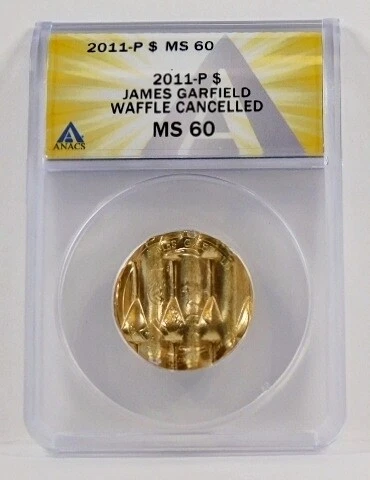 2011-P $ MS 60
2011-P $
JAMES GARFIELD
WAFFLE CANCELLED
MS 60
ANACS